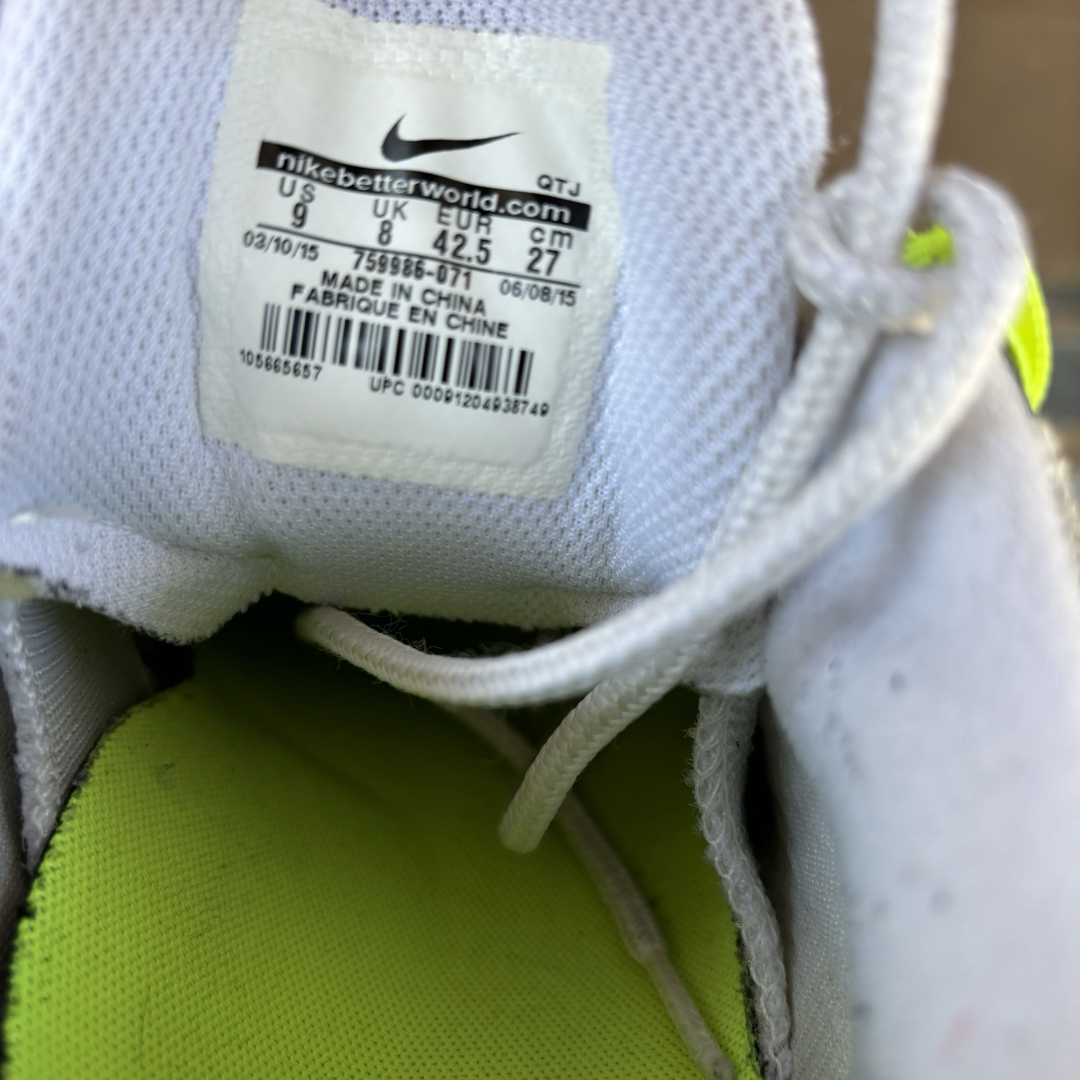 nikebetterworld.com
QTJ
US UK EUR cm
9 8 42.5 27
03/10/15 759986-071 06/08/15
MADE IN CHINA
FABRIQUE EN CHINE
105665657 UPC 00091204938749